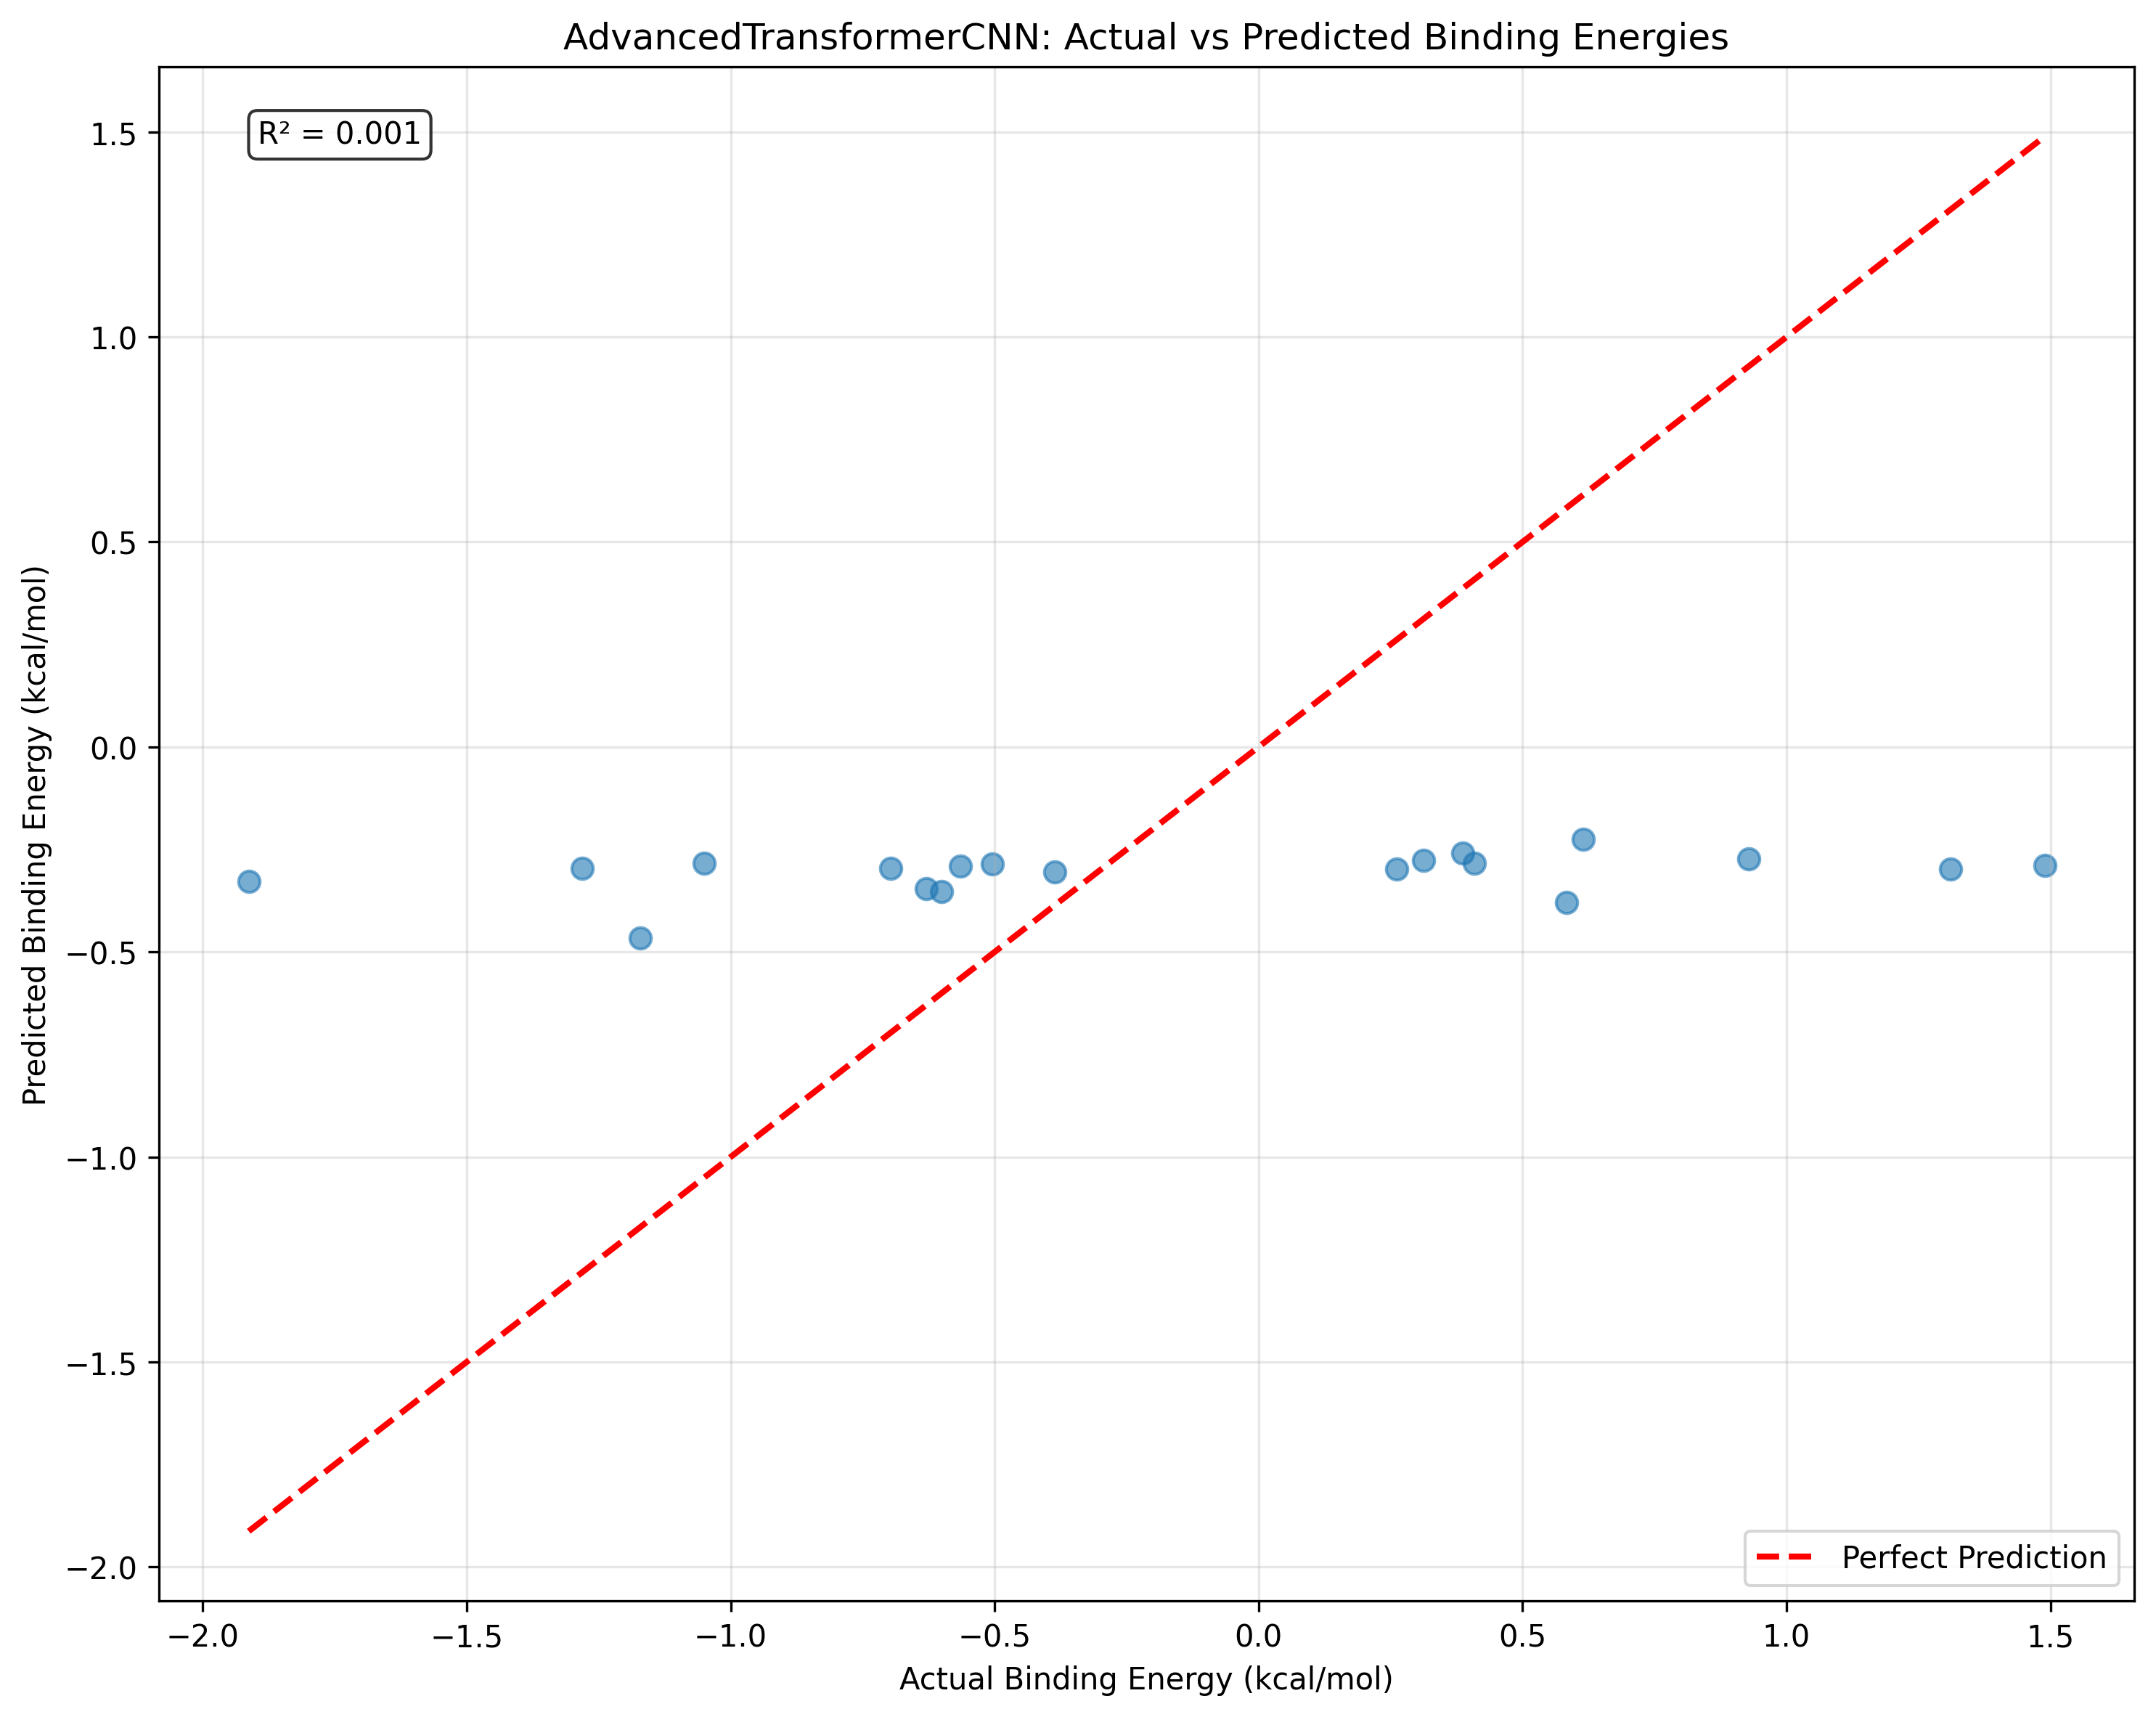 AdvancedTransformerCNN: Actual vs Predicted Binding Energies
R² = 0.001
1.5
1.0
0.5
0.0
−0.5
−1.0
−1.5
−2.0
Predicted Binding Energy (kcal/mol)
Perfect Prediction
−2.0 −1.5 −1.0 −0.5 0.0 0.5 1.0 1.5
Actual Binding Energy (kcal/mol)